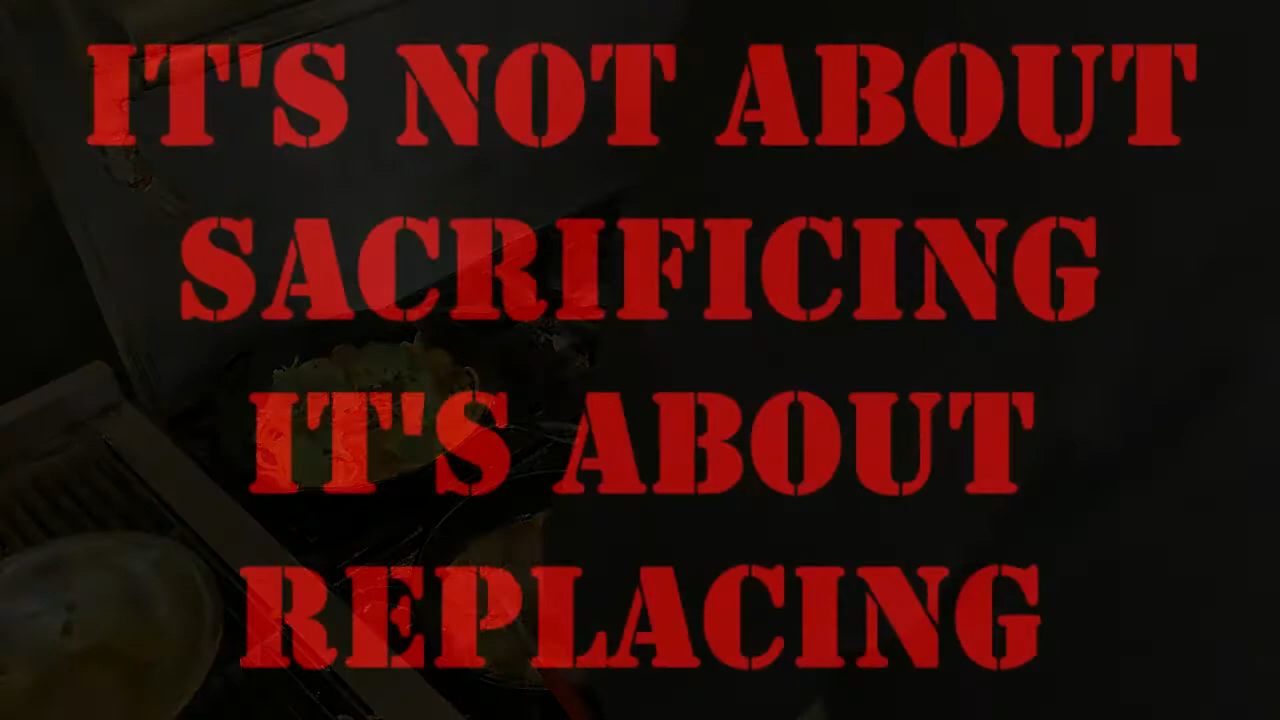 IT'S NOT ABOUT
SACRIFICING
IT'S ABOUT
REPLACING